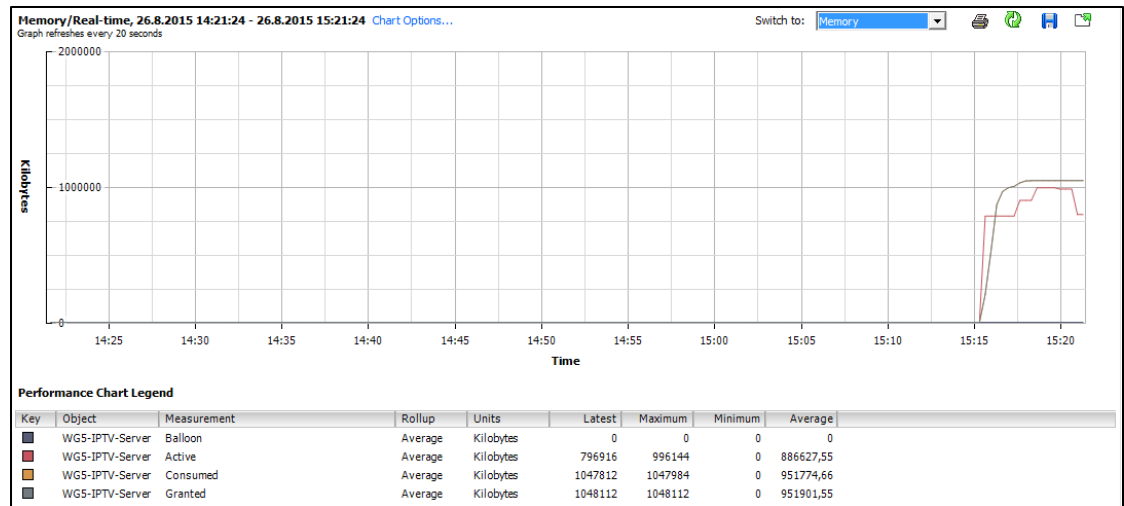 Memory/Real-time, 26.8.2015 14:21:24 - 26.8.2015 15:21:24 Chart Options... Switch to: Memory
Graph refreshes every 20 seconds
2000000
Kilobytes
1000000
0
14:25 14:30 14:35 14:40 14:45 14:50 14:55 15:00 15:05 15:10 15:15 15:20
Time
Performance Chart Legend
Key Object Measurement Rollup Units Latest Maximum Minimum Average
WG5-IPTV-Server Balloon Average Kilobytes 0 0 0 0
WG5-IPTV-Server Active Average Kilobytes 796916 996144 0 886627,55
WG5-IPTV-Server Consumed Average Kilobytes 1047812 1047984 0 951774,66
WG5-IPTV-Server Granted Average Kilobytes 1048112 1048112 0 951901,55